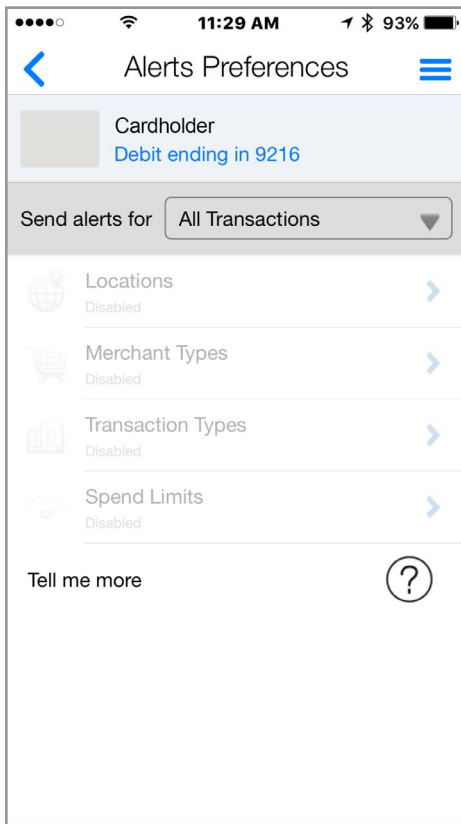 11:29 AM 93%
Alerts Preferences
Cardholder
Debit ending in 9216
Send alerts for All Transactions
Locations
Disabled
Merchant Types
Disabled
Transaction Types
Disabled
Spend Limits
Disabled
Tell me more ?